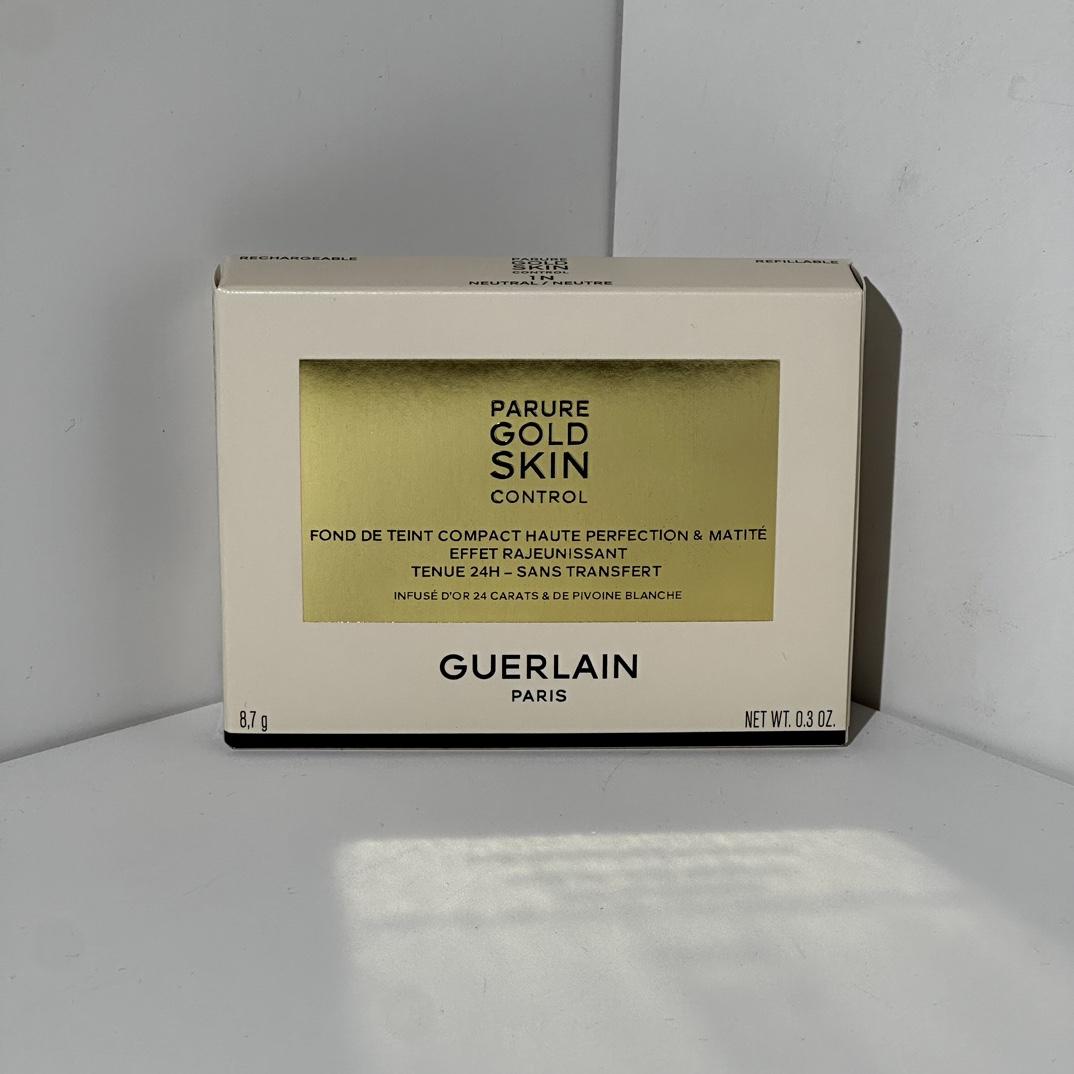 RECHARGEABLE
PARURE
GOLD
SKIN
CONTROL
1N
NEUTRAL / NEUTRE
REFILLABLE
PARURE
GOLD
SKIN
CONTROL
FOND DE TEINT COMPACT HAUTE PERFECTION & MATITÉ
EFFET RAJEUNISSANT
TENUE 24H – SANS TRANSFERT
INFUSÉ D'OR 24 CARATS & DE PIVOINE BLANCHE
GUERLAIN
PARIS
8,7 g
NET WT. 0.3 OZ.